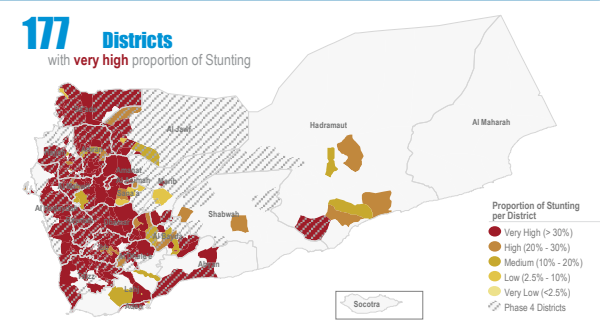 177 Districts
with very high proportion of Stunting
Al Jawf
Hadramaut
Al Maharah
Marib
Shabwah
Socotra
Proportion of Stunting
per District
Very High (> 30%)
High (20% - 30%)
Medium (10% - 20%)
Low (2.5% - 10%)
Very Low (<2.5%)
Phase 4 Districts